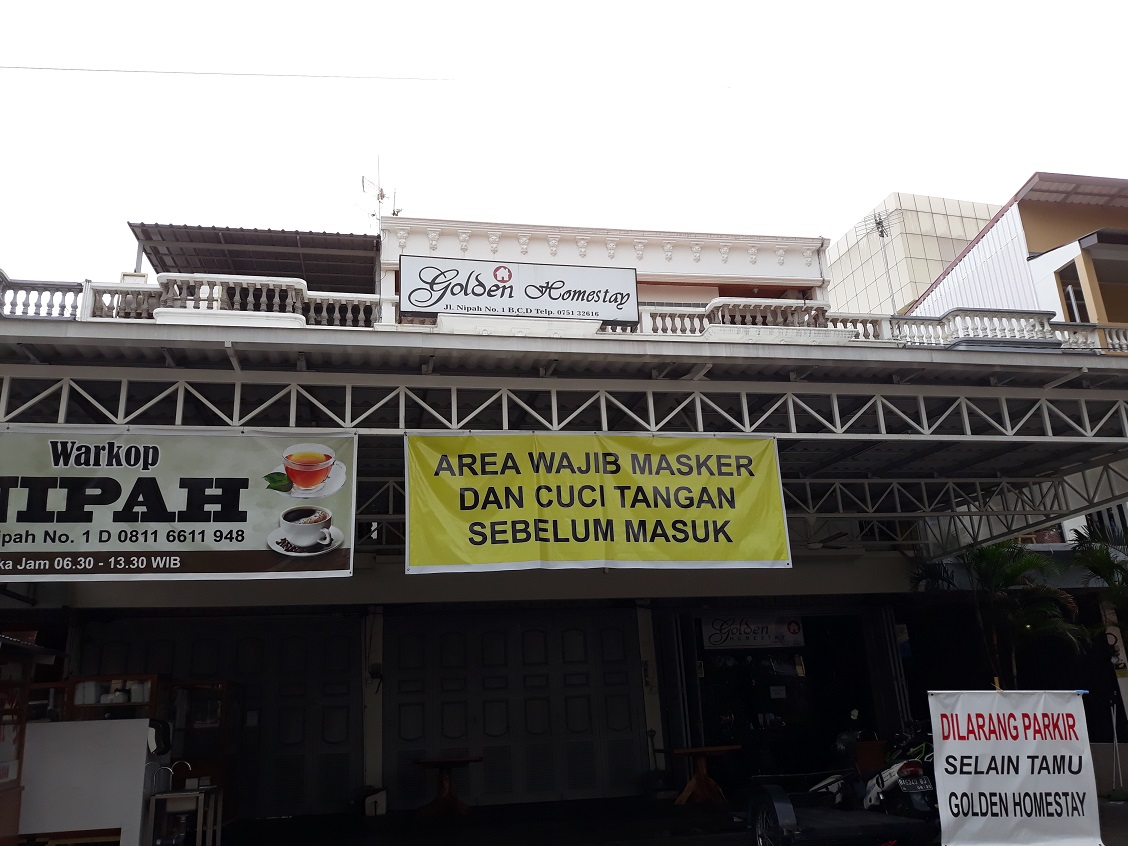 Golden Homestay
Jl. Nipah No. 1 B,C,D Telp. 0751 32616
Warkop
NIPAH
ipah No. 1 D 0811 6611 948
ka Jam 06.30 - 13.30 WIB
AREA WAJIB MASKER
DAN CUCI TANGAN
SEBELUM MASUK
Golden
HOMESTAY
DILARANG PARKIR
SELAIN TAMU
GOLDEN HOMESTAY